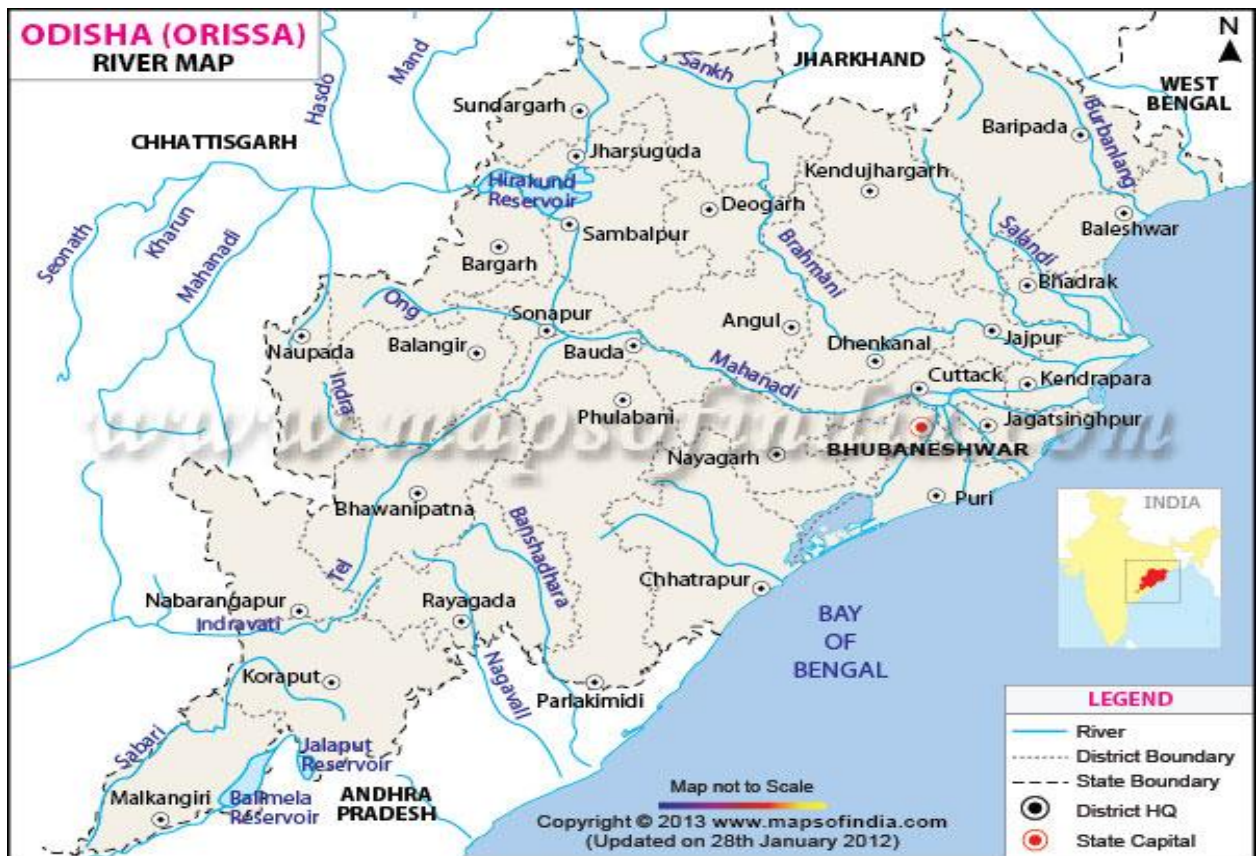 ODISHA (ORISSA)
RIVER MAP
N
Hasdo
Mand
Sankh
JHARKHAND
WEST
BENGAL
CHHATTISGARH
Sundargarh
Jharsuguda
Hirakund
Reservoir
Sambalpur
Deogarh
Kendujhargarh
Baripada
Burbanlang
Baleshwar
Salandi
Bhadrak
Seonath
Kharun
Mahanadi
Bargarh
Brahmani
Ong
Sonapur
Naupada
Balangir
Bauda
Angul
Dhenkanal
Jajpur
Mahanadi
Cuttack
Kendrapara
Indra
Phulabani
Jagatsinghpur
www.mapsofindia.com
Nayagarh
BHUBANESHWAR
Puri
Bhawanipatna
Banshadhara
INDIA
Tel
Chhatrapur
Nabarangapur
Rayagada
Indravati
BAY
OF
BENGAL
Koraput
Nagavali
Parlakimidi
Sabari
Jalaput
Reservoir
Malkangiri
Balimela
Reservoir
ANDHRA
PRADESH
Map not to Scale
Copyright © 2013 www.mapsofindia.com
(Updated on 28th January 2012)
LEGEND
River
District Boundary
State Boundary
District HQ
State Capital